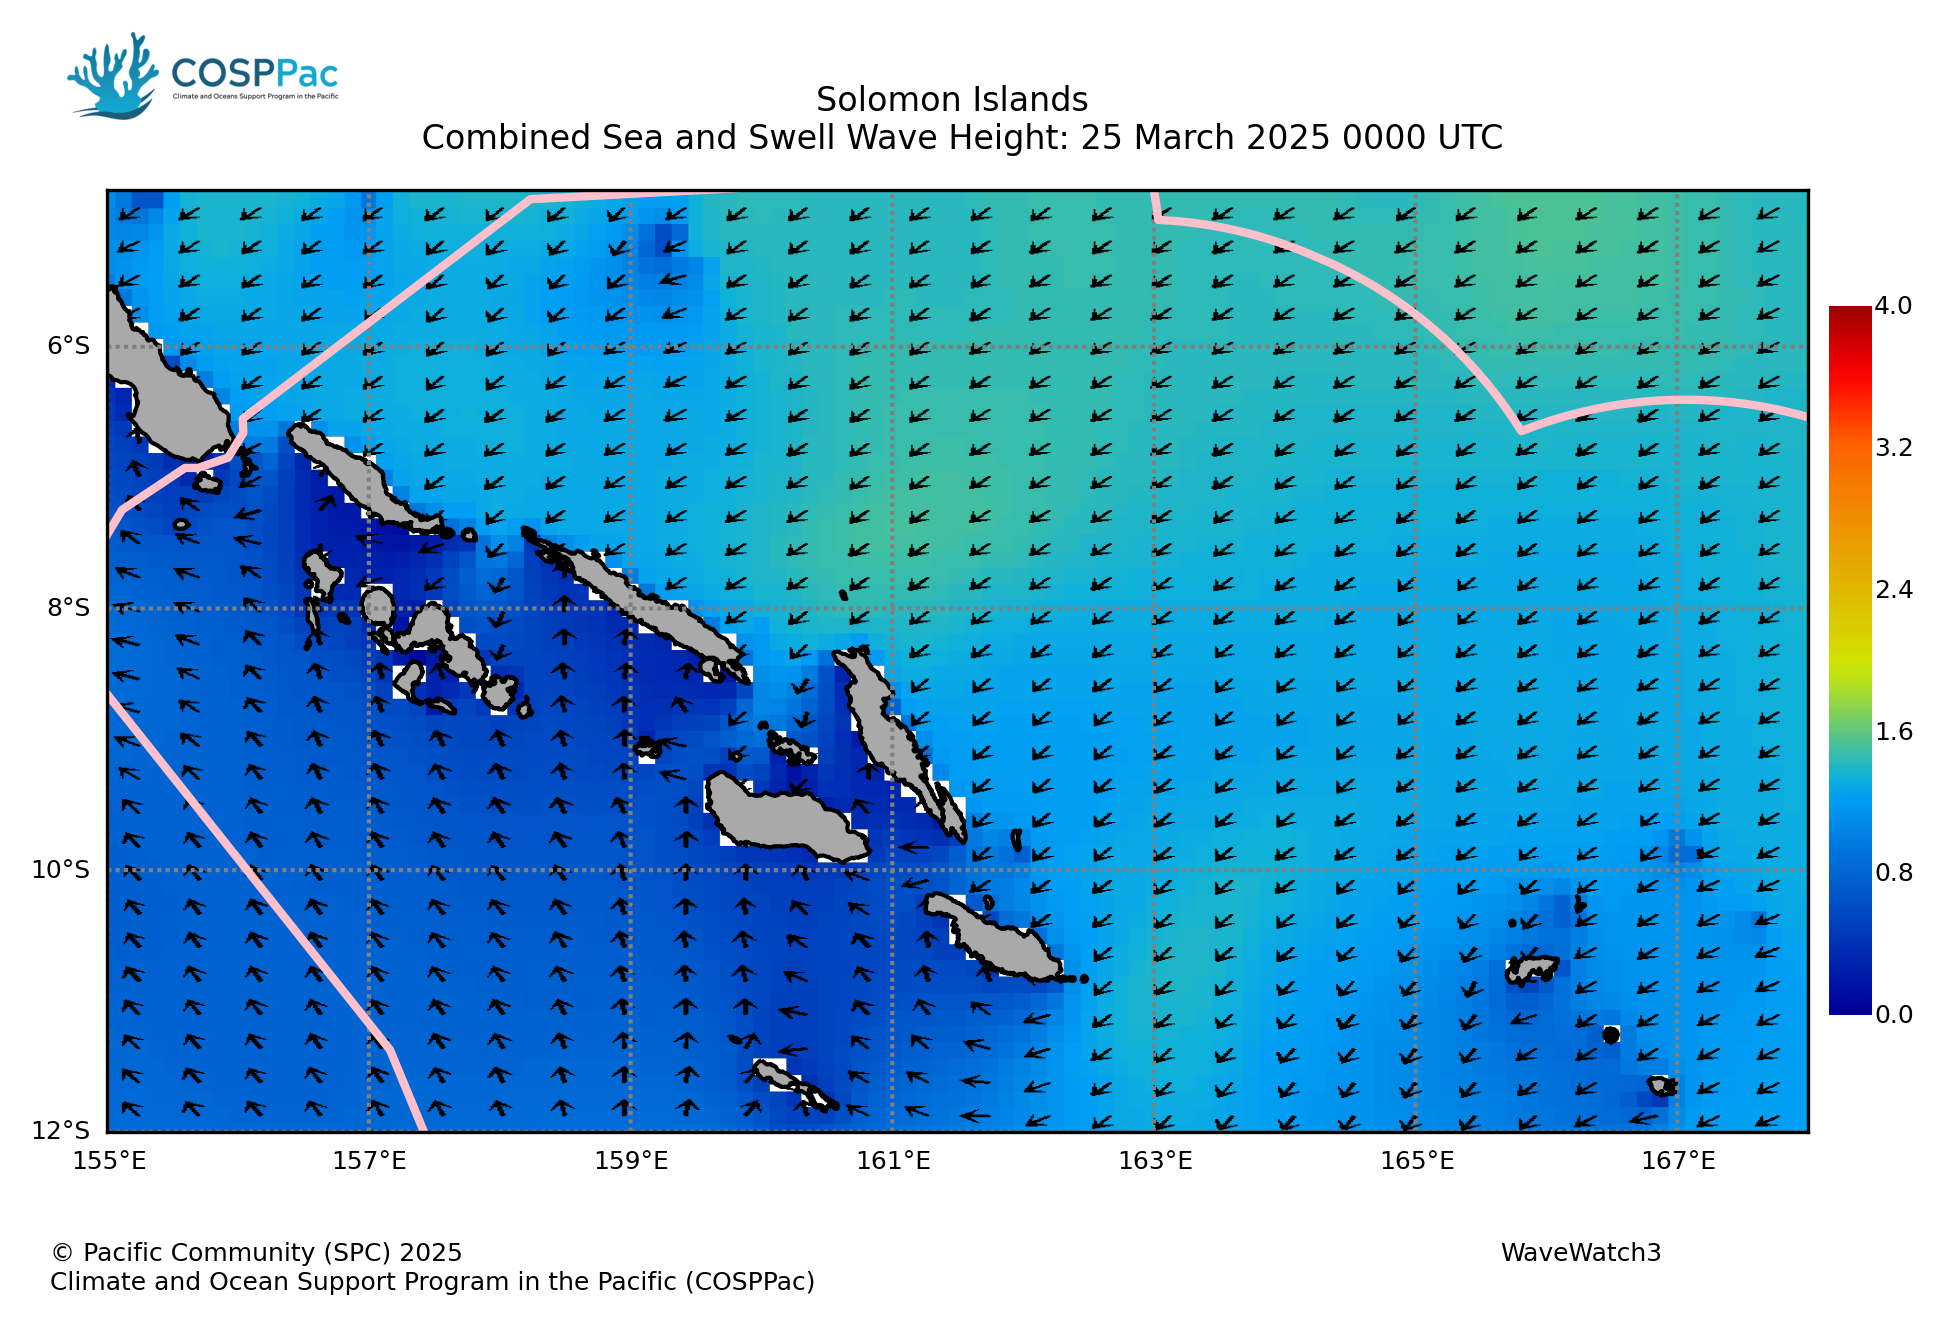 COSPPac
Climate and Oceans Support Program in the Pacific
Solomon Islands
Combined Sea and Swell Wave Height: 25 March 2025 0000 UTC
6°S
8°S
10°S
12°S
155°E 157°E 159°E 161°E 163°E 165°E 167°E
4.0
3.2
2.4
1.6
0.8
0.0
© Pacific Community (SPC) 2025
Climate and Ocean Support Program in the Pacific (COSPPac)
WaveWatch3